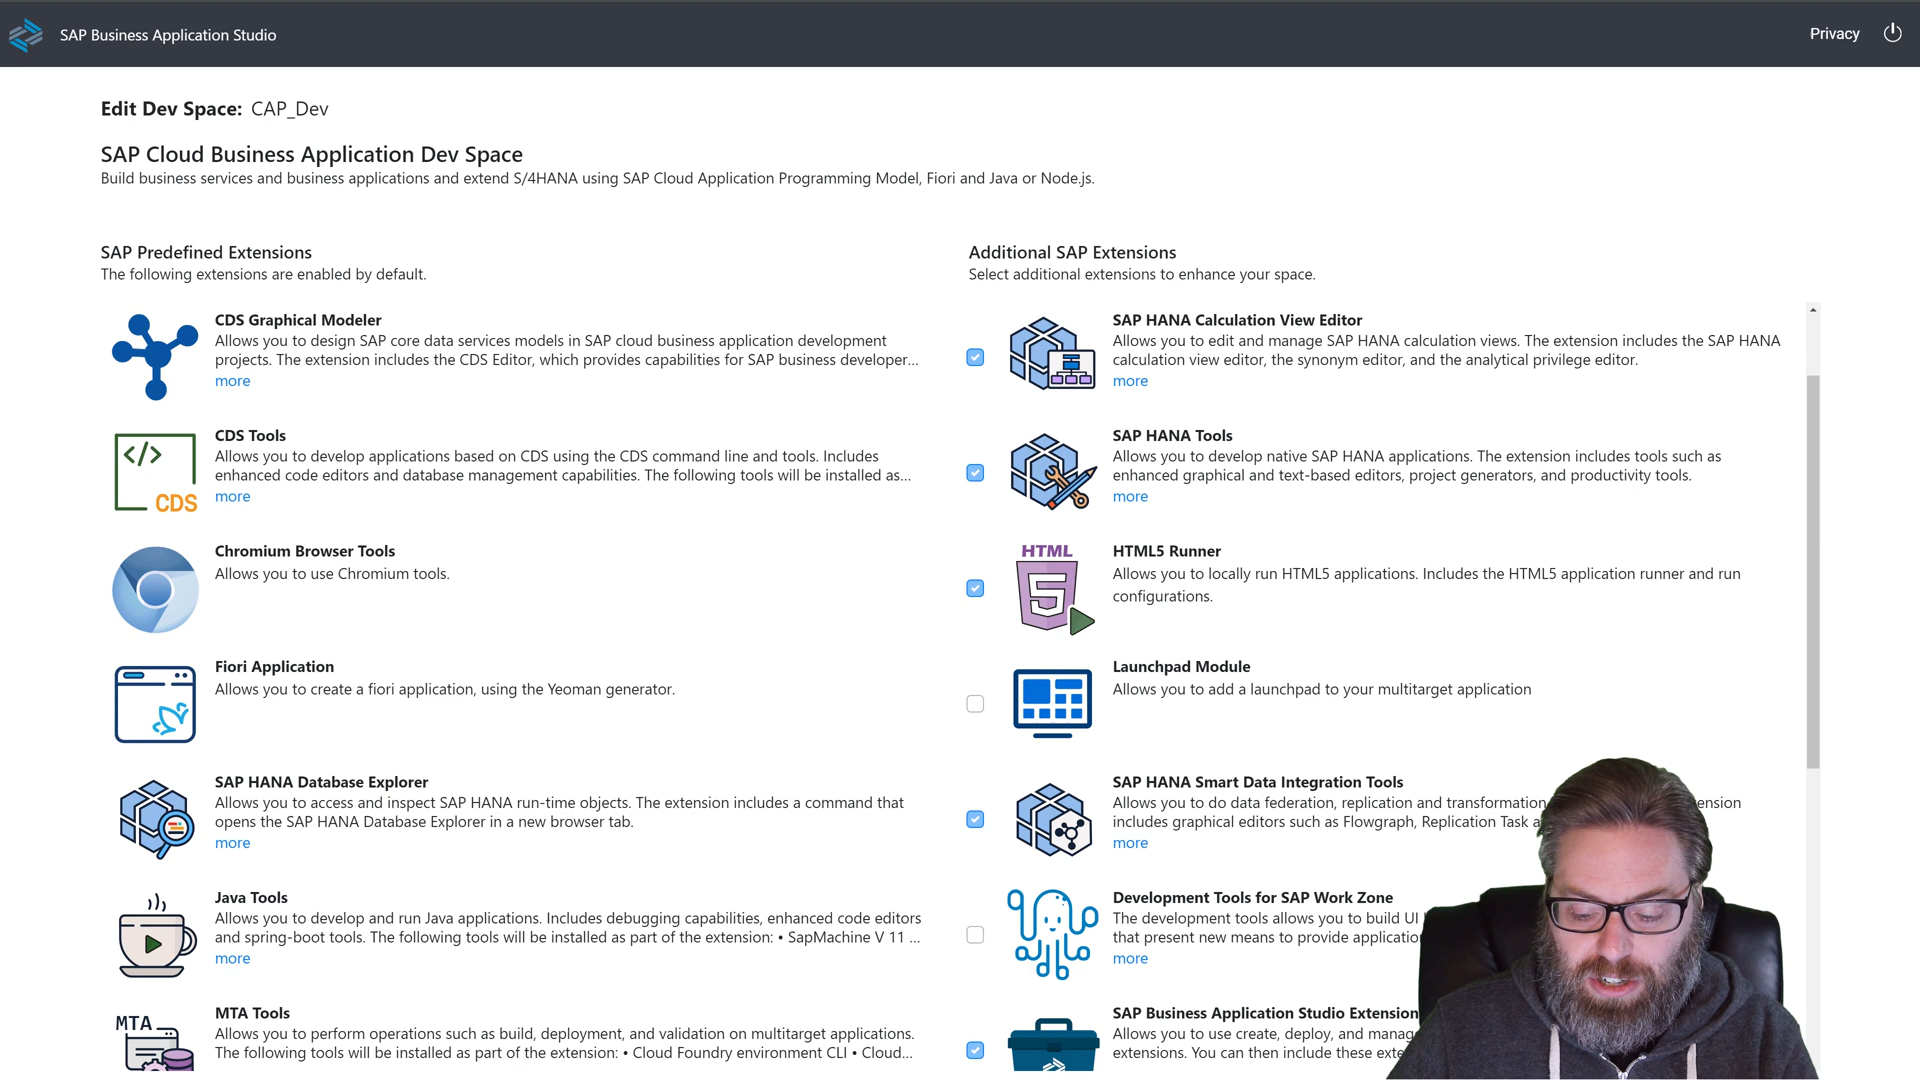 SAP Business Application Studio
Privacy
Edit Dev Space: CAP_Dev
SAP Cloud Business Application Dev Space
Build business services and business applications and extend S/4HANA using SAP Cloud Application Programming Model, Fiori and Java or Node.js.
SAP Predefined Extensions
The following extensions are enabled by default.
CDS Graphical Modeler
Allows you to design SAP core data services models in SAP cloud business application development
projects. The extension includes the CDS Editor, which provides capabilities for SAP business developer...
more
</>
CDS
CDS Tools
Allows you to develop applications based on CDS using the CDS command line and tools. Includes
enhanced code editors and database management capabilities. The following tools will be installed as...
more
Chromium Browser Tools
Allows you to use Chromium tools.
Fiori Application
Allows you to create a fiori application, using the Yeoman generator.
SAP HANA Database Explorer
Allows you to access and inspect SAP HANA run-time objects. The extension includes a command that
opens the SAP HANA Database Explorer in a new browser tab.
more
Java Tools
Allows you to develop and run Java applications. Includes debugging capabilities, enhanced code editors
and spring-boot tools. The following tools will be installed as part of the extension: • SapMachine V 11 ...
more
MTA
MTA Tools
Allows you to perform operations such as build, deployment, and validation on multitarget applications.
The following tools will be installed as part of the extension: • Cloud Foundry environment CLI • Cloud...
Additional SAP Extensions
Select additional extensions to enhance your space.
SAP HANA Calculation View Editor
Allows you to edit and manage SAP HANA calculation views. The extension includes the SAP HANA
calculation view editor, the synonym editor, and the analytical privilege editor.
more
SAP HANA Tools
Allows you to develop native SAP HANA applications. The extension includes tools such as
enhanced graphical and text-based editors, project generators, and productivity tools.
more
HTML
5
HTML5 Runner
Allows you to locally run HTML5 applications. Includes the HTML5 application runner and run
configurations.
Launchpad Module
Allows you to add a launchpad to your multitarget application
SAP HANA Smart Data Integration Tools
Allows you to do data federation, replication and transformation
includes graphical editors such as Flowgraph, Replication Task
more
Development Tools for SAP Work Zone
The development tools allows you to build UI
that present new means to provide
more
SAP Business Application Studio Extension
Allows you to use create, deploy, and
extensions. You can then include these